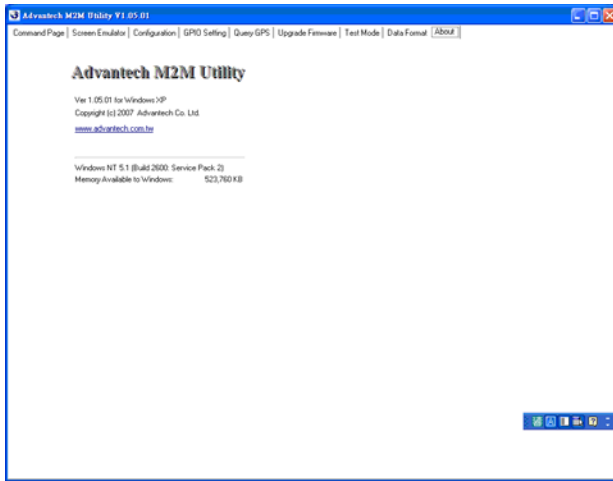 Advantech M2M Utility V1.05.01
Command Page Screen Emulator Configuration GPIO Setting Query GPS Upgrade Firmware Test Mode Data Format About
Advantech M2M Utility
Ver 1.05.01 for Windows XP
Copyright (c) 2007 Advantech Co. Ltd.
www.advantech.com.tw
Windows NT 5.1 (Build 2600: Service Pack 2)
Memory Available to Windows: 523,760 KB